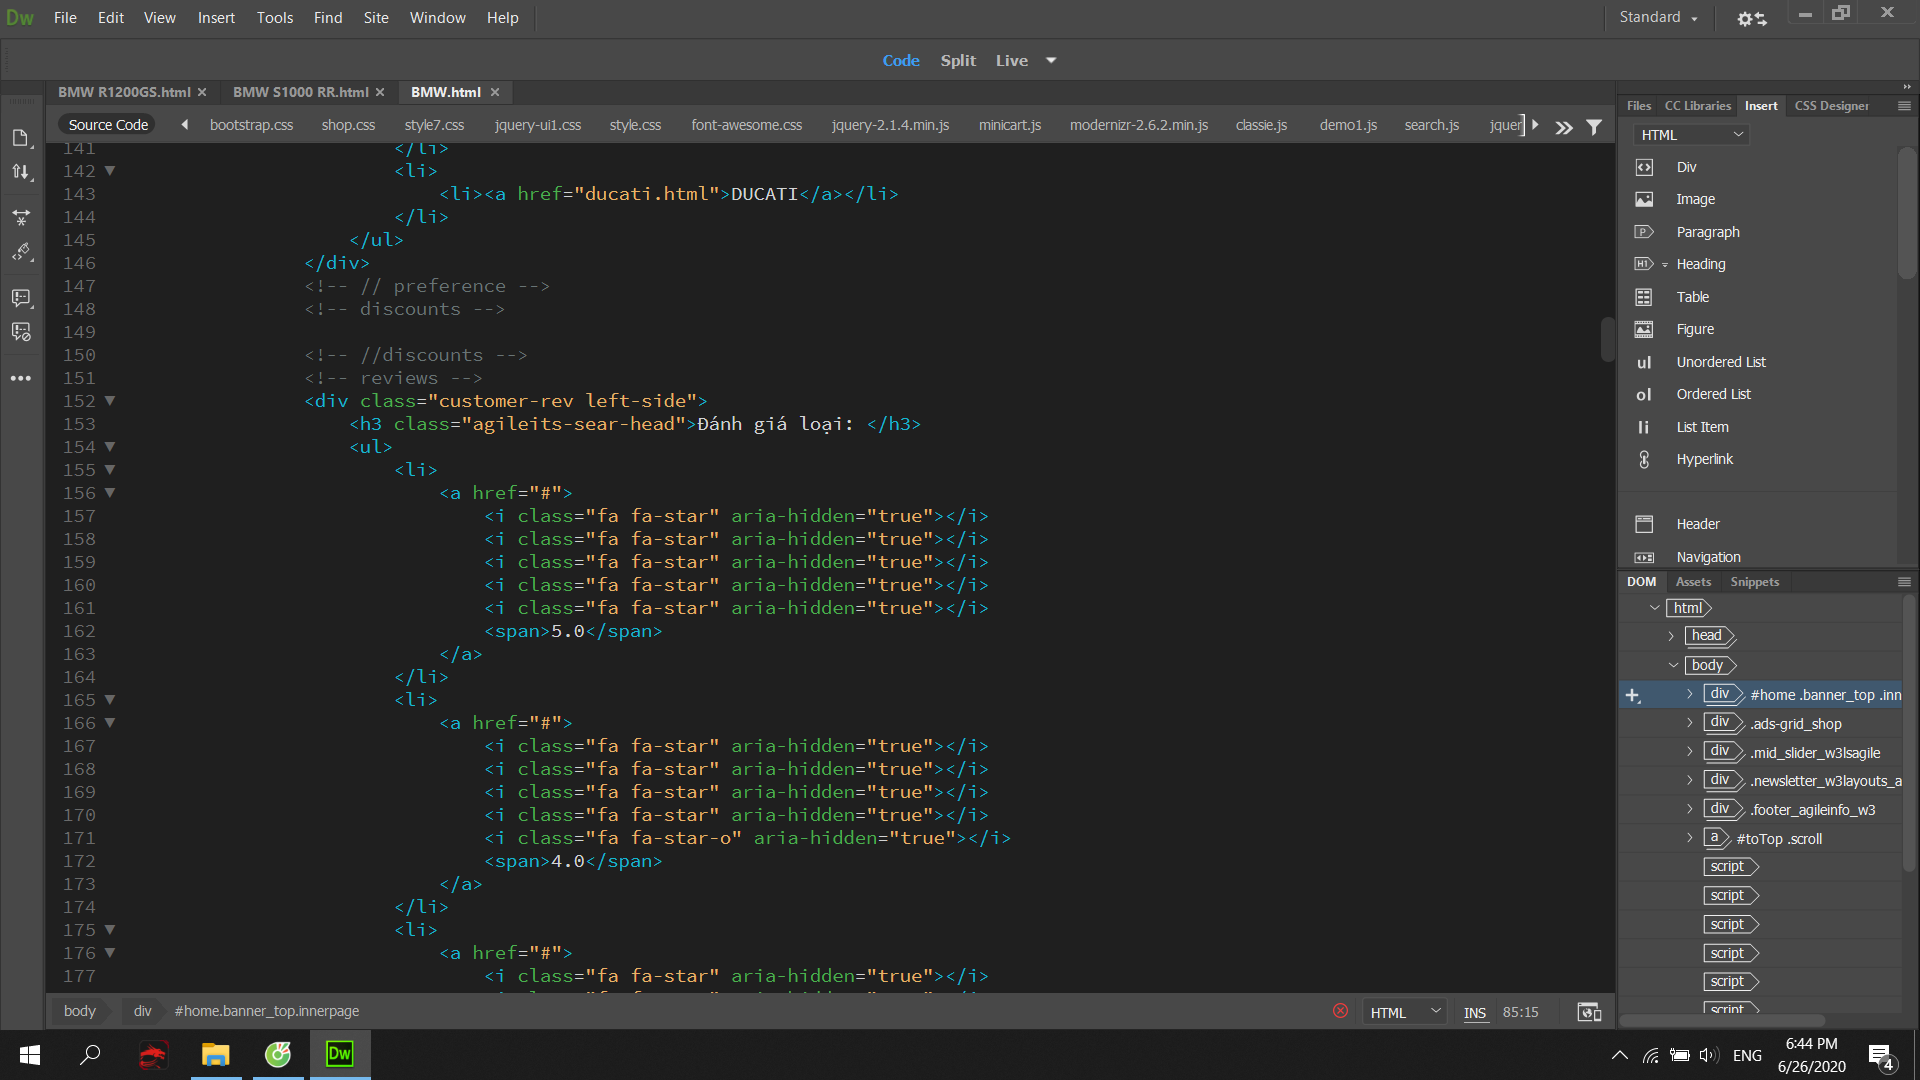 Dw File Edit View Insert Tools Find Site Window Help Standard
Code Split Live
BMW R1200GS.html BMW S1000 RR.html BMW.html
Source Code bootstrap.css shop.css style7.css jquery-ui1.css style.css font-awesome.css jquery-2.1.4.min.js minicart.js modernizr-2.6.2.min.js classie.js demo1.js search.js jquer
141 </li>
142 <li>
143 <li><a href="ducati.html">DUCATI</a></li>
144 </li>
145 </ul>
146 </div>
147 <!-- // preference -->
148 <!-- discounts -->
149
150 <!-- //discounts -->
151 <!-- reviews -->
152 <div class="customer-rev left-side">
153 <h3 class="agileits-sear-head">Đánh giá loại: </h3>
154 <ul>
155 <li>
156 <a href="#">
157 <i class="fa fa-star" aria-hidden="true"></i>
158 <i class="fa fa-star" aria-hidden="true"></i>
159 <i class="fa fa-star" aria-hidden="true"></i>
160 <i class="fa fa-star" aria-hidden="true"></i>
161 <i class="fa fa-star" aria-hidden="true"></i>
162 <span>5.0</span>
163 </a>
164 </li>
165 <li>
166 <a href="#">
167 <i class="fa fa-star" aria-hidden="true"></i>
168 <i class="fa fa-star" aria-hidden="true"></i>
169 <i class="fa fa-star" aria-hidden="true"></i>
170 <i class="fa fa-star" aria-hidden="true"></i>
171 <i class="fa fa-star-o" aria-hidden="true"></i>
172 <span>4.0</span>
173 </a>
174 </li>
175 <li>
176 <a href="#">
177 <i class="fa fa-star" aria-hidden="true"></i>
body div #home.banner_top.innerpage HTML INS 85:15
Files CC Libraries Insert CSS Designer
HTML
Div
Image
P Paragraph
H1 Heading
Table
Figure
ul Unordered List
ol Ordered List
li List Item
Hyperlink
Header
Navigation
DOM Assets Snippets
html
head
body
div #home .banner_top .inn
div .ads-grid_shop
div .mid_slider_w3lsagile
div .newsletter_w3layouts_a
div .footer_agileinfo_w3
a #toTop .scroll
script
script
script
script
script
script
Dw ENG 6:44 PM
6/26/2020 4